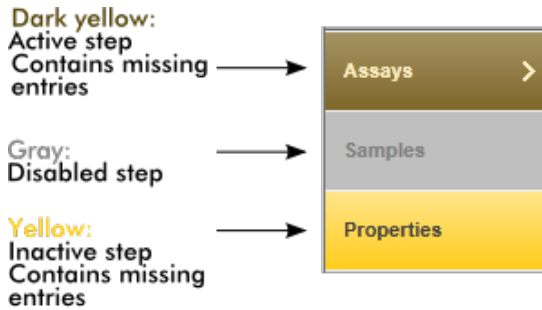 Dark yellow:
Active step
Contains missing
entries
Assays
Gray:
Disabled step
Samples
Yellow:
Inactive step
Contains missing
entries
Properties